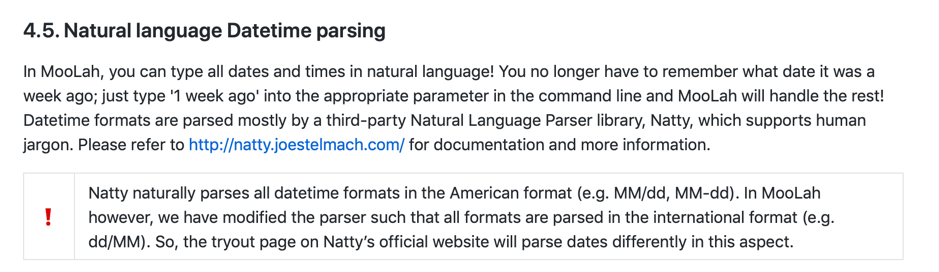 4.5. Natural language Datetime parsing
In MooLah, you can type all dates and times in natural language! You no longer have to remember what date it was a
week ago; just type '1 week ago' into the appropriate parameter in the command line and MooLah will handle the rest!
Datetime formats are parsed mostly by a third-party Natural Language Parser library, Natty, which supports human
jargon. Please refer to http://natty.joestelmach.com/ for documentation and more information.
Natty naturally parses all datetime formats in the American format (e.g. MM/dd, MM-dd). In MooLah
however, we have modified the parser such that all formats are parsed in the international format (e.g.
dd/MM). So, the tryout page on Natty’s official website will parse dates differently in this aspect.